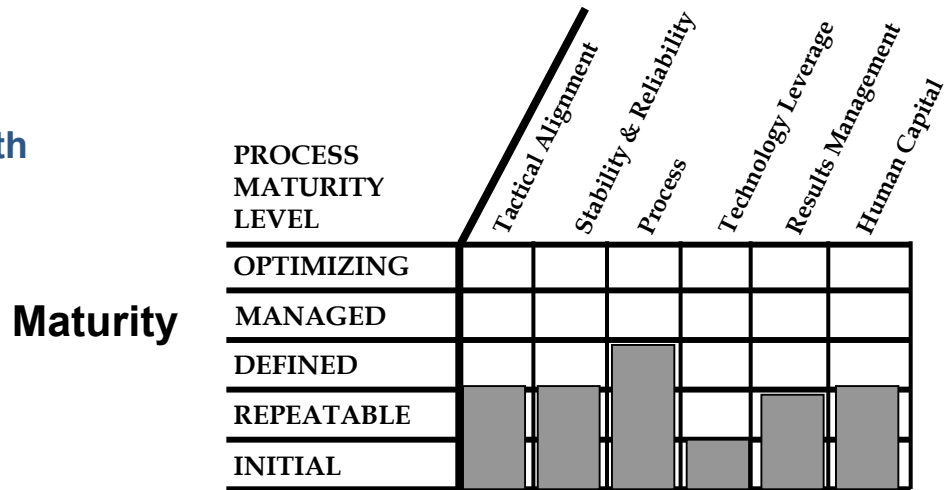 th
Tactical Alignment
Stability & Reliability
Process
Technology Leverage
Results Management
Human Capital
PROCESS
MATURITY
LEVEL
OPTIMIZING
Maturity
MANAGED
DEFINED
REPEATABLE
INITIAL